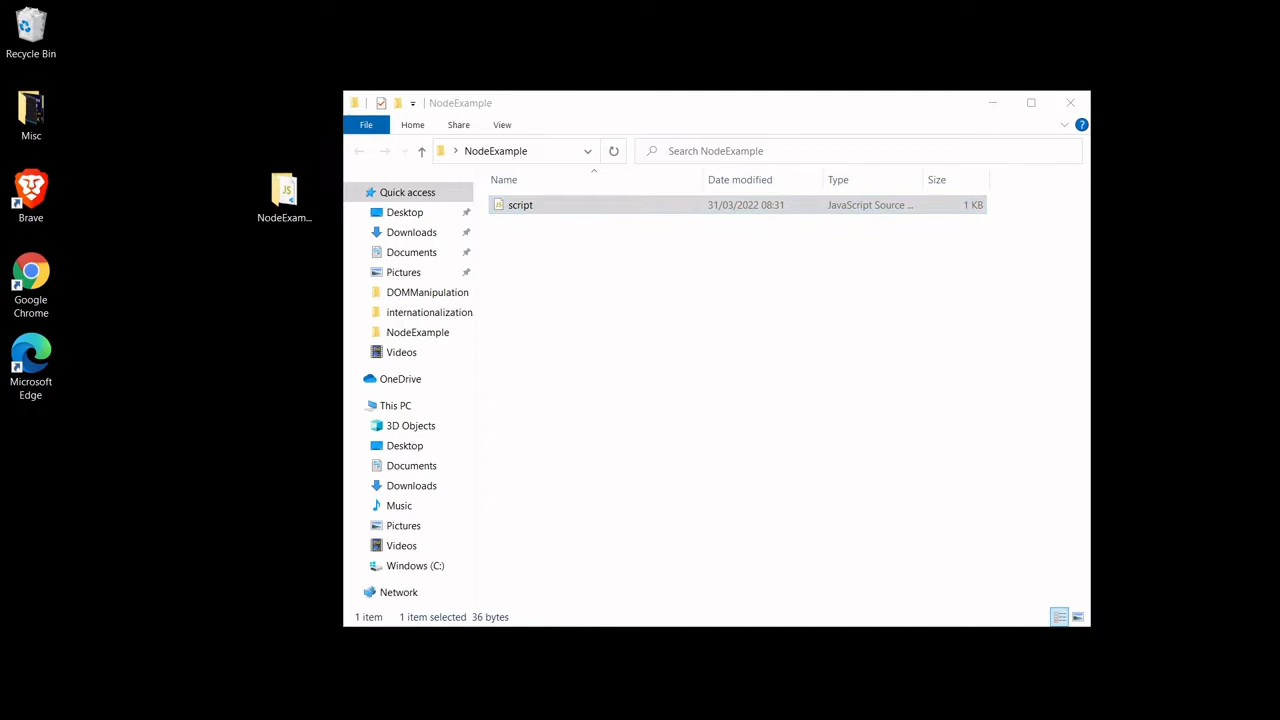 Recycle Bin
Misc
Brave
Google
Chrome
Microsoft
Edge
JS
NodeExam...
NodeExample
File
Home
Share
View
?
NodeExample
Search NodeExample
Name
Date modified
Type
Size
script
31/03/2022 08:31
JavaScript Source ...
1 KB
Quick access
Desktop
Downloads
Documents
Pictures
DOMManipulation
internationalization
NodeExample
Videos
OneDrive
This PC
3D Objects
Desktop
Documents
Downloads
Music
Pictures
Videos
Windows (C:)
Network
1 item
1 item selected 36 bytes